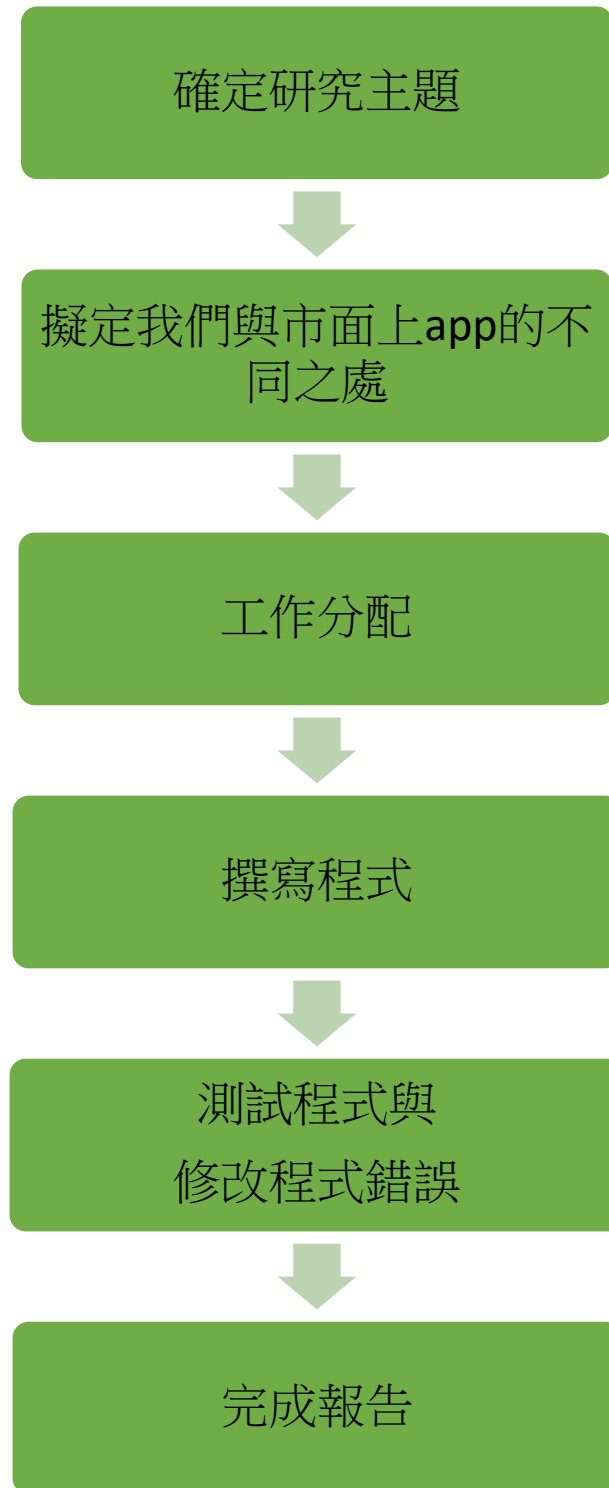 確定研究主題
擬定我們與市面上app的不
同之處
工作分配
撰寫程式
測試程式與
修改程式錯誤
完成報告